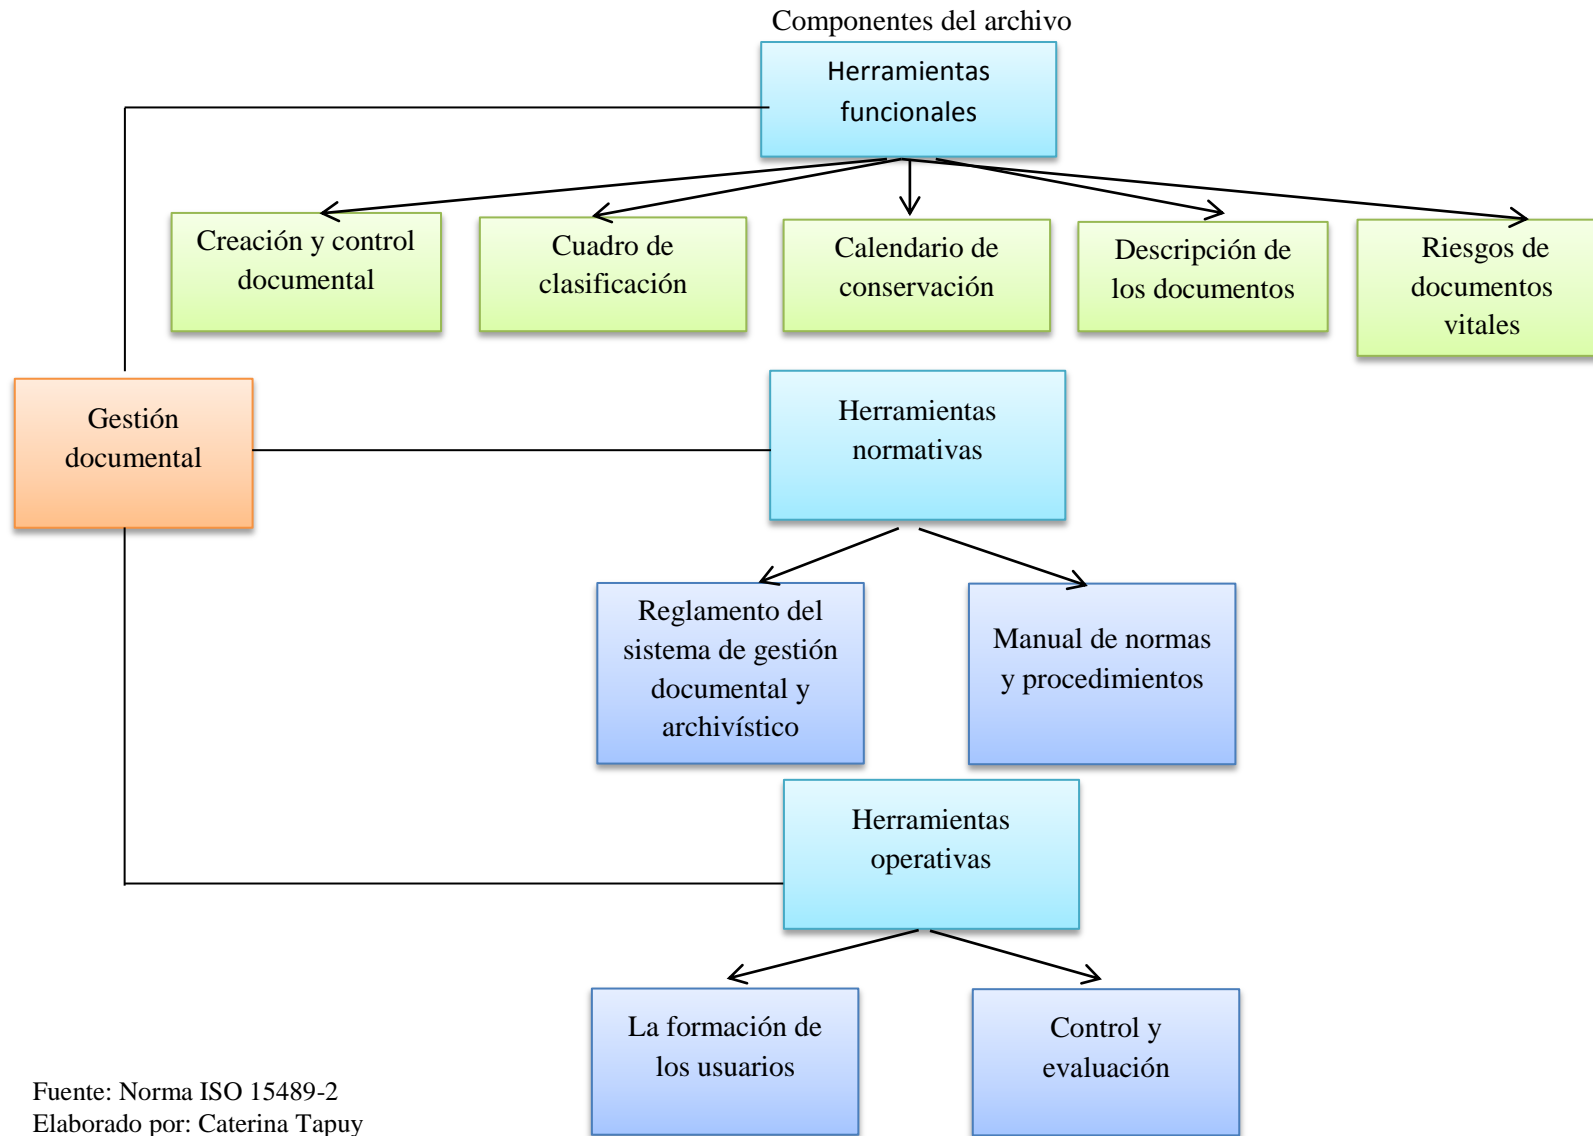 Componentes del archivo
Herramientas
funcionales
Creación y control
documental
Cuadro de
clasificación
Calendario de
conservación
Descripción de
los documentos
Riesgos de
documentos
vitales
Gestión
documental
Herramientas
normativas
Reglamento del
sistema de gestión
documental y
archivístico
Manual de normas
y procedimientos
Herramientas
operativas
La formación de
los usuarios
Control y
evaluación
Fuente: Norma ISO 15489-2
Elaborado por: Caterina Tapuy